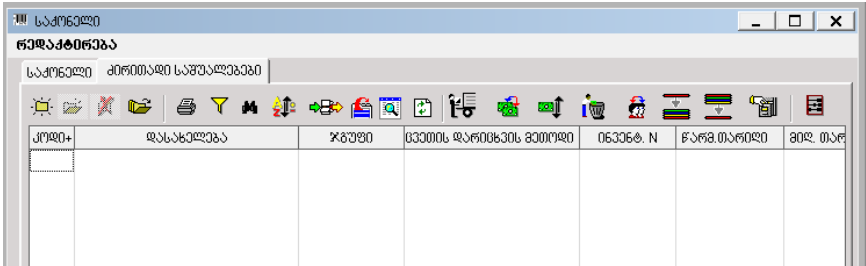 საქონელი
რედაქტირება
საქონელი ძირითადი საშუალებები
კოდი+ დასახელება ჯგუფი ცვეთის დარიცხვის მეთოდი ინვენტ. N წარმ.თარიღი მიღ. თარ